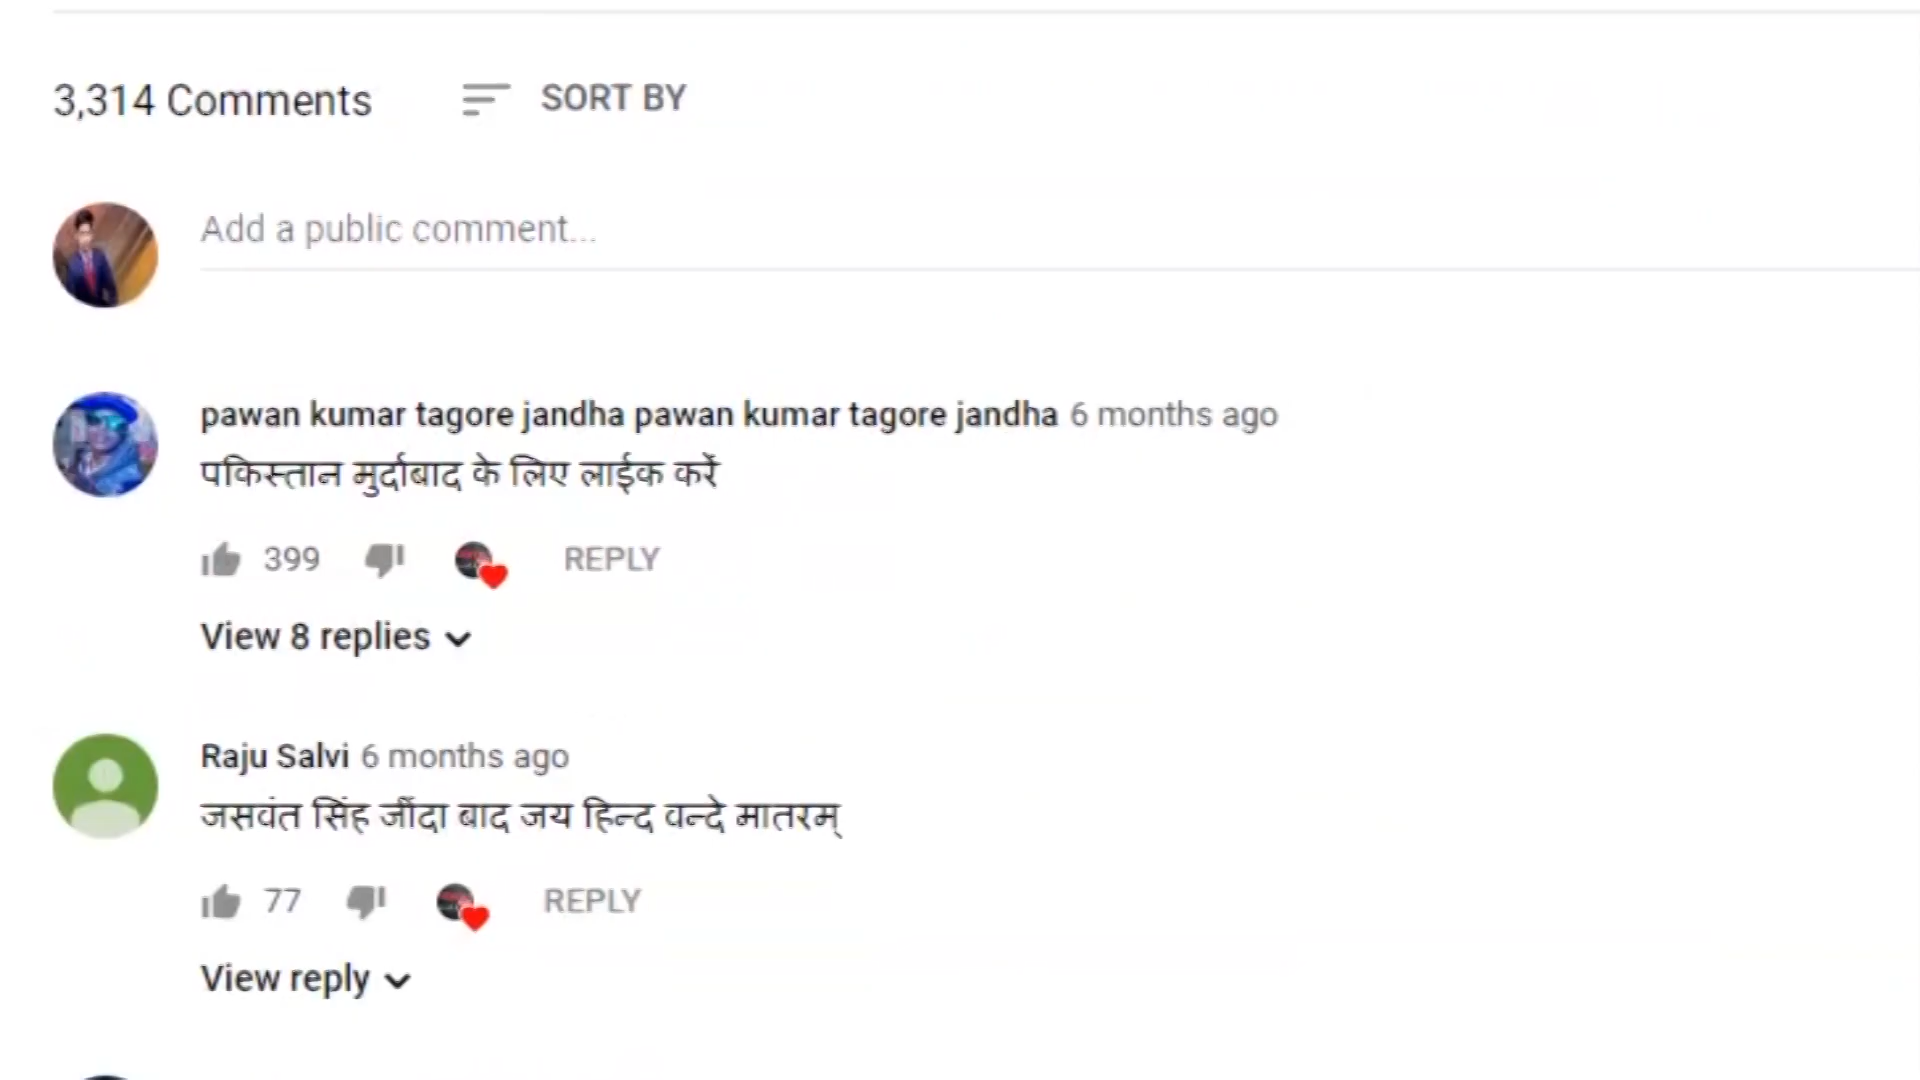 3,314 Comments SORT BY
Add a public comment...
pawan kumar tagore jandha pawan kumar tagore jandha 6 months ago
पकिस्तान मुर्दाबाद के लिए लाईक करें
399 REPLY
View 8 replies
Raju Salvi 6 months ago
जसवंत सिंह जींदा बाद जय हिन्द वन्दे मातरम्
77 REPLY
View reply